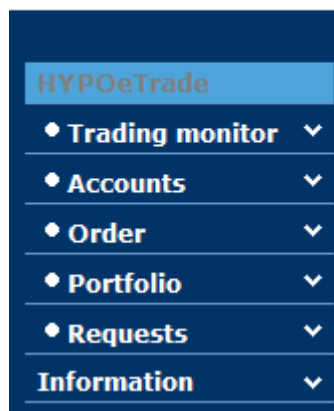 HYPOeTrade
Trading monitor
Accounts
Order
Portfolio
Requests
Information